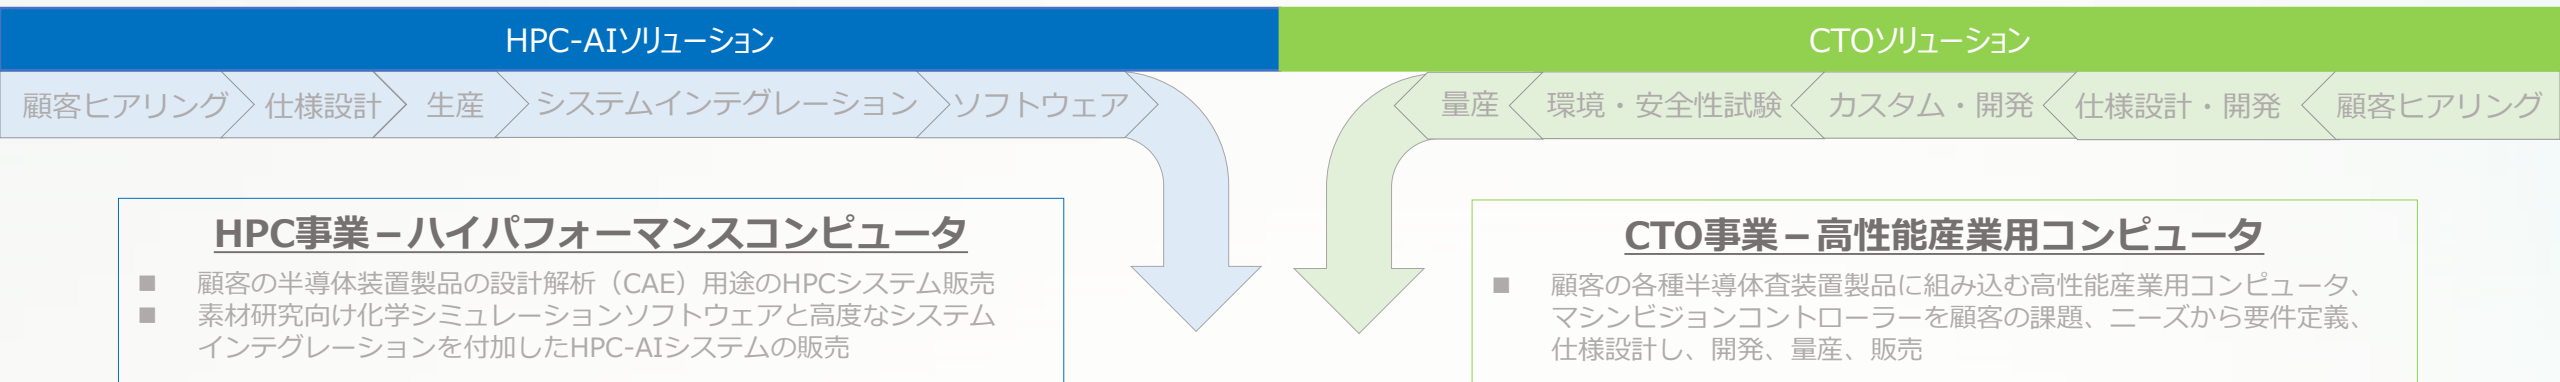 HPC-AIソリューション
CTOソリューション
顧客ヒアリング
仕様設計
生産
システムインテグレーション
ソフトウェア
量産
環境・安全性試験
カスタム・開発
仕様設計・開発
顧客ヒアリング
HPC事業－ハイパフォーマンスコンピュータ
■ 顧客の半導体装置製品の設計解析（CAE）用途のHPCシステム販売
■ 素材研究向け化学シミュレーションソフトウェアと高度なシステム
インテグレーションを付加したHPC-AIシステムの販売
CTO事業－高性能産業用コンピュータ
■ 顧客の各種半導体査装置製品に組み込む高性能産業用コンピュータ、
マシンビジョンコントローラーを顧客の課題、ニーズから要件定義、
仕様設計し、開発、量産、販売